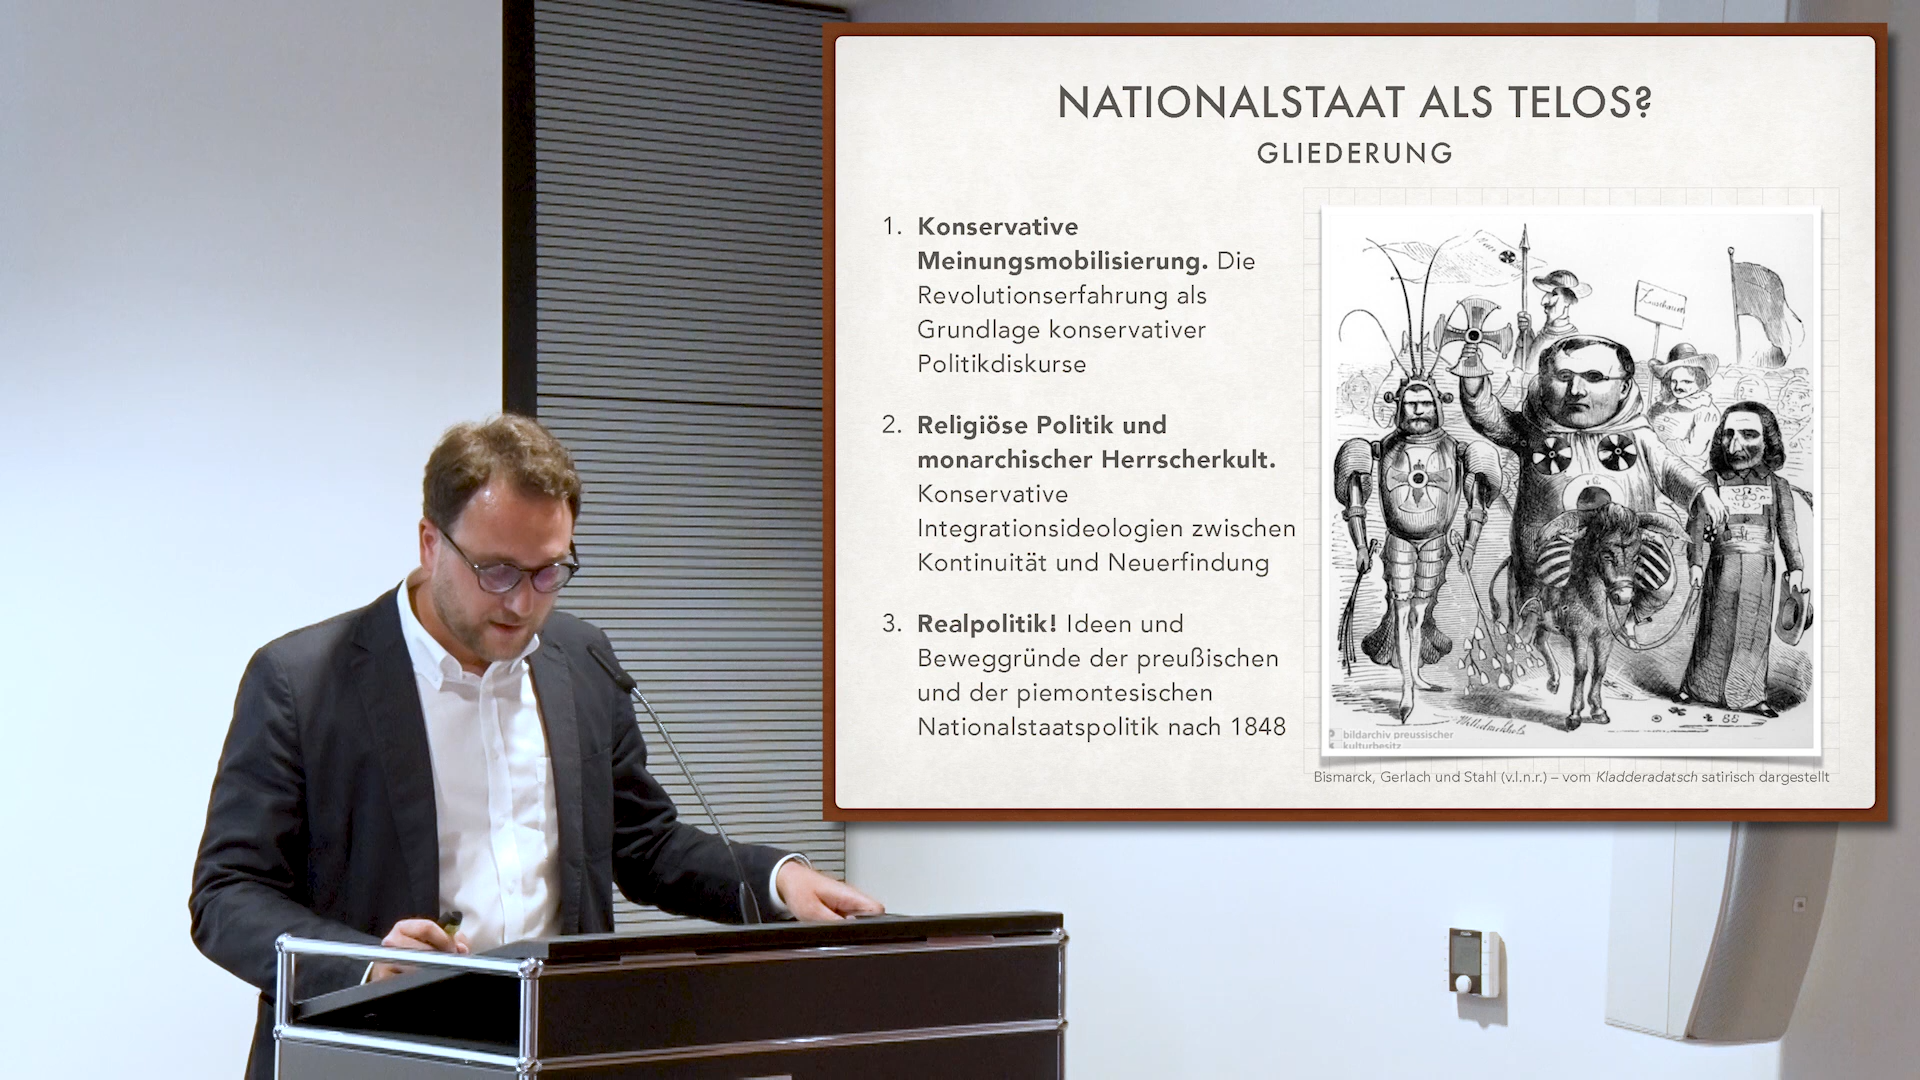 NATIONALSTAAT ALS TELOS?
GLIEDERUNG
1. Konservative
Meinungsmobilisierung. Die
Revolutionserfahrung als
Grundlage konservativer
Politikdiskurse
2. Religiöse Politik und
monarchischer Herrscherkult.
Konservative
Integrationsideologien zwischen
Kontinuität und Neuerfindung
3. Realpolitik! Ideen und
Beweggründe der preußischen
und der piemontesischen
Nationalstaatspolitik nach 1848
bildarchiv preussischer
kulturbesitz
Bismarck, Gerlach und Stahl (v.l.n.r.) – vom Kladderadatsch satirisch dargestellt